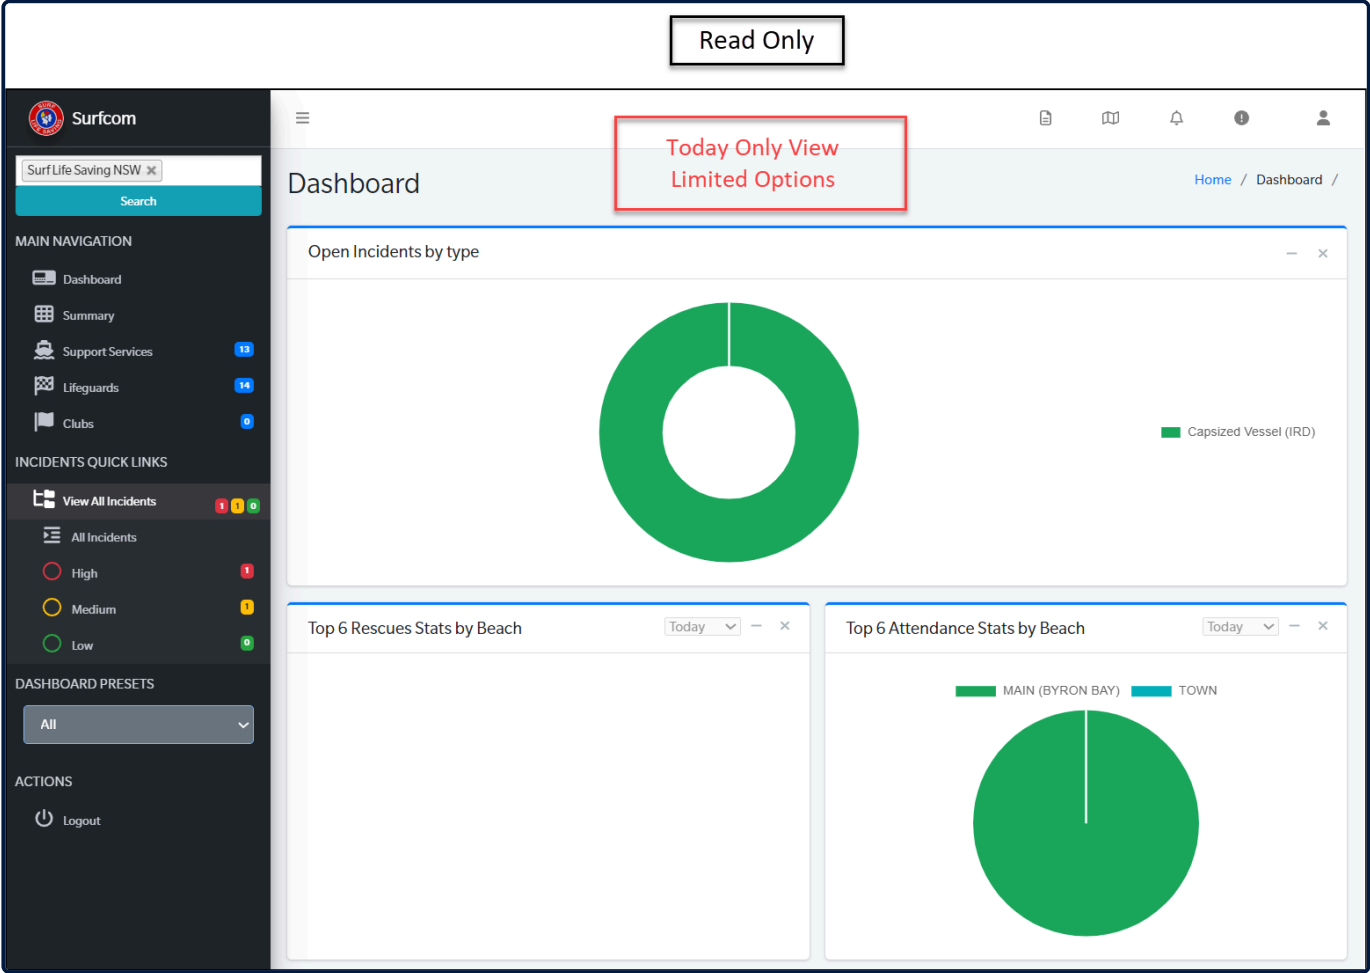 Read Only
Surfcom
Today Only View
Limited Options
Surf Life Saving NSW
Search
Dashboard
Home / Dashboard /
MAIN NAVIGATION
Dashboard
Summary
Support Services 13
Lifeguards 14
Clubs 0
INCIDENTS QUICK LINKS
View All Incidents 1 1 0
All Incidents
High 1
Medium 1
Low 0
DASHBOARD PRESETS
All
ACTIONS
Logout
Open Incidents by type
Capsized Vessel (IRD)
Top 6 Rescues Stats by Beach Today
Top 6 Attendance Stats by Beach Today
MAIN (BYRON BAY) TOWN